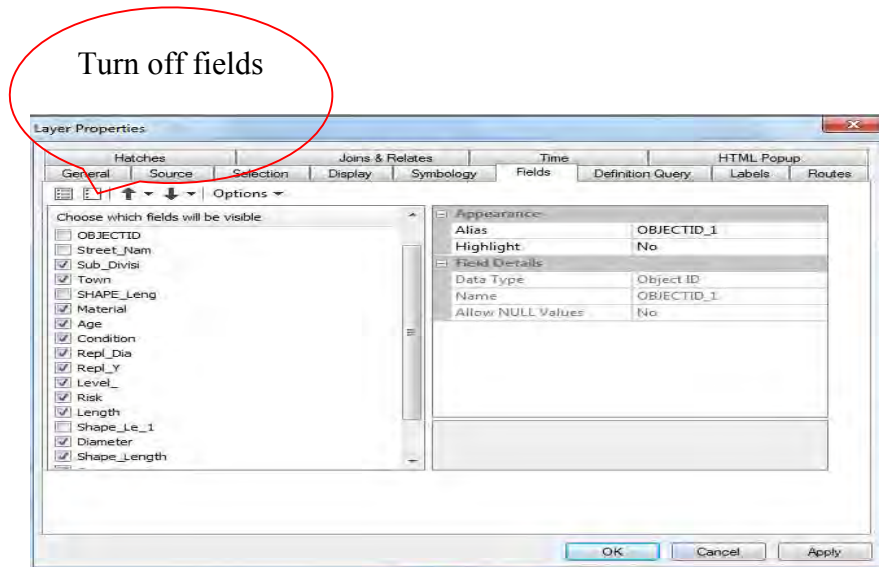 Turn off fields
Layer Properties
Hatches Joins & Relates Time HTML Popup
General Source Selection Display Symbology Fields Definition Query Labels Routes
Options
Choose which fields will be visible
OBJECTID
Street_Nam
Sub_Divisi
Town
SHAPE_Leng
Material
Age
Condition
Repl_Dia
Repl_Y
Level_
Risk
Length
Shape_Le_1
Diameter
Shape_Length
Appearance
Alias OBJECTID_1
Highlight No
Field Details
Data Type Object ID
Name OBJECTID_1
Allow NULL Values No
OK Cancel Apply